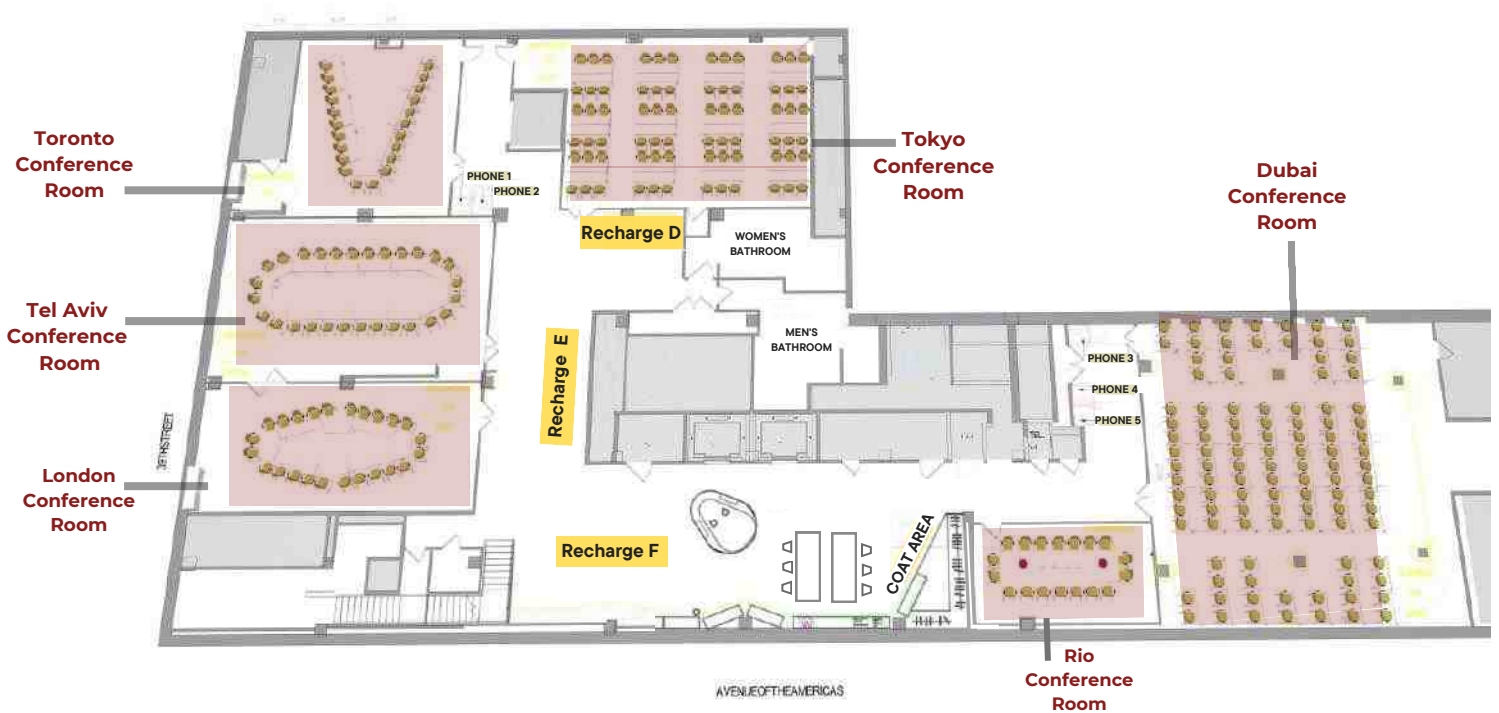 Toronto
Conference
Room
PHONE 1
PHONE 2
Tokyo
Conference
Room
Dubai
Conference
Room
Recharge D
WOMEN'S
BATHROOM
Tel Aviv
Conference
Room
Recharge E
MEN'S
BATHROOM
PHONE 3
PHONE 4
PHONE 5
39THSTREET
London
Conference
Room
Recharge F
COAT AREA
Rio
Conference
Room
AVENUEOFTHEAMERICAS